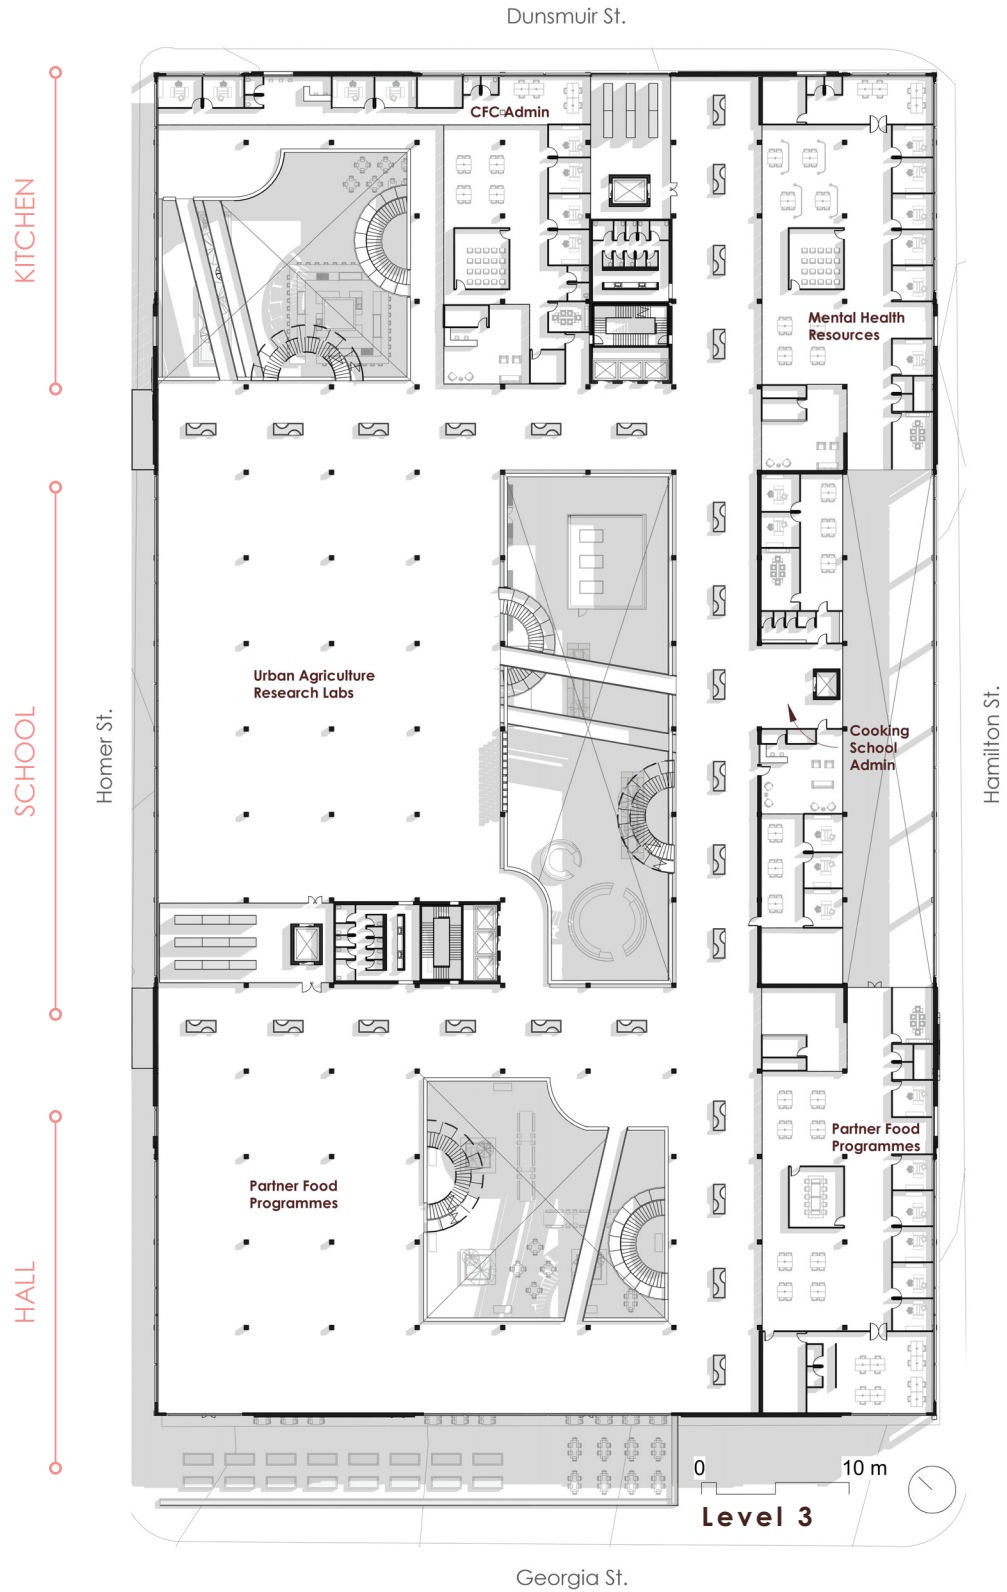 Dunsmuir St.
CFC Admin
KITCHEN
Mental Health
Resources
Urban Agriculture
Research Labs
SCHOOL
Homer St.
Hamilton St.
Cooking
School
Admin
Partner Food
Programmes
Partner Food
Programmes
HALL
0
10 m
Level 3
Georgia St.